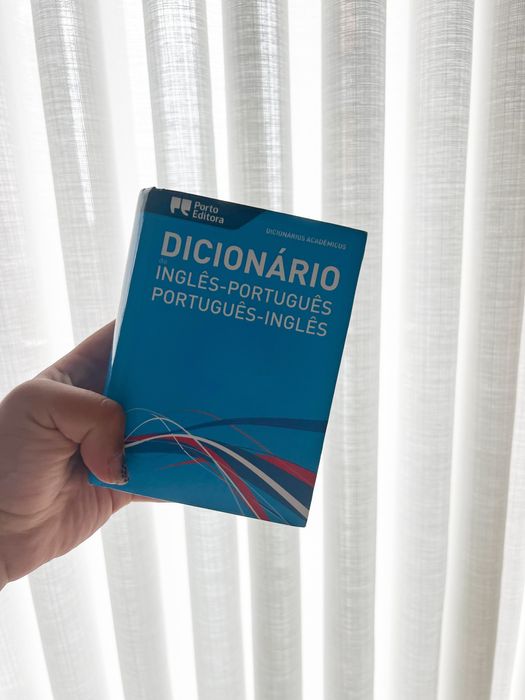 Porto
Editora
DICIONÁRIOS ACADÉMICOS
DICIONÁRIO
de
INGLÊS-PORTUGUÊS
PORTUGUÊS-INGLÊS